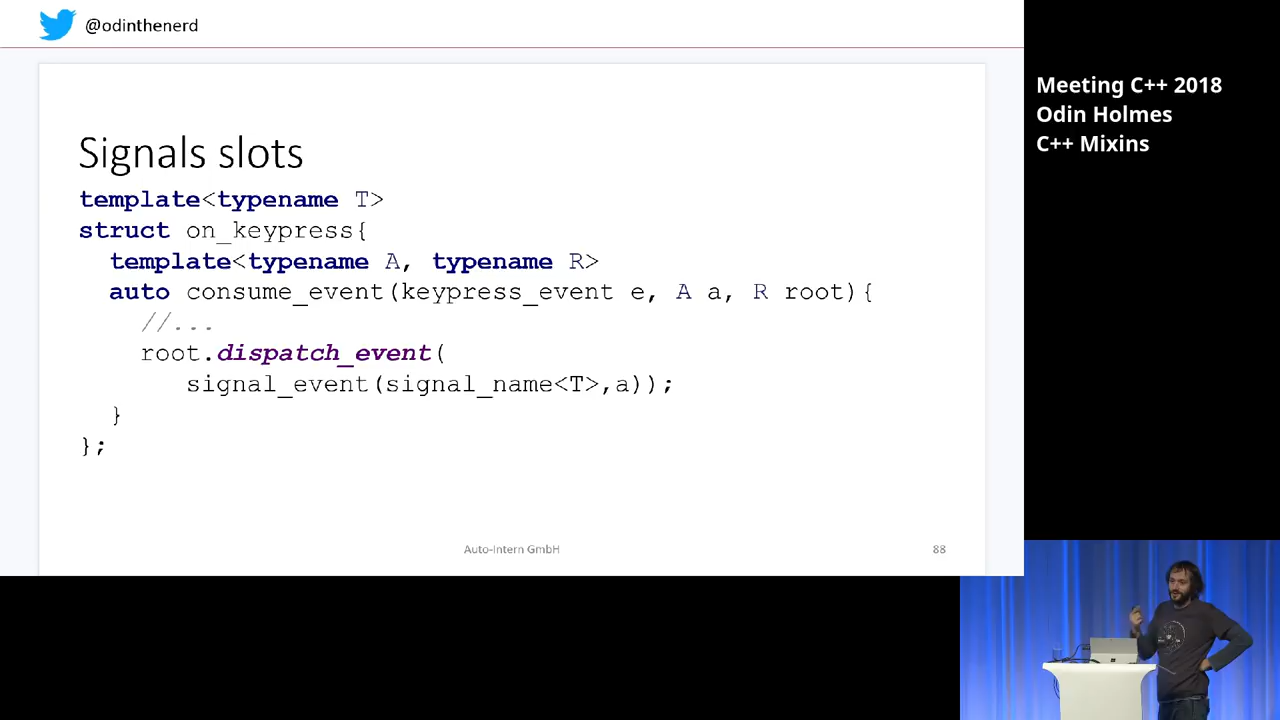 @odinthenerd
Signals slots
template<typename T>
struct on_keypress{
template<typename A, typename R>
auto consume_event(keypress_event e, A a, R root){
//...
root.dispatch_event(
signal_event(signal_name<T>,a));
}
};
Auto-Intern GmbH
88
Meeting C++ 2018
Odin Holmes
C++ Mixins